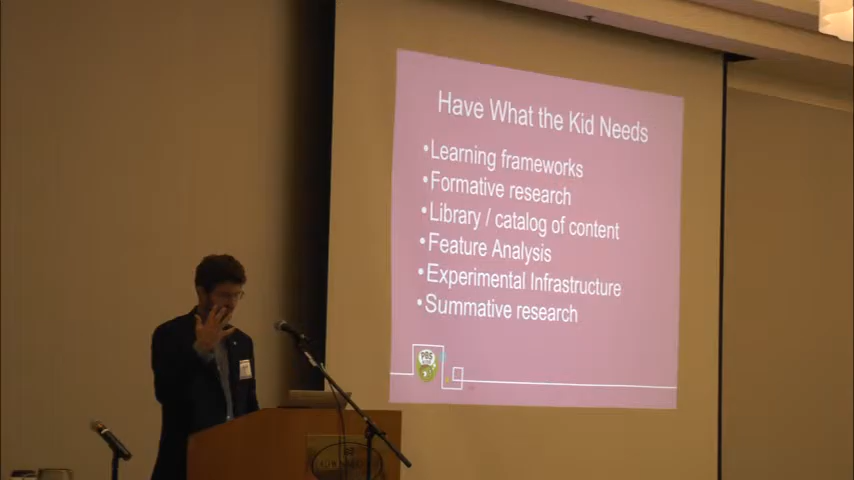 Have What the Kid Needs
•Learning frameworks
•Formative research
•Library / catalog of content
•Feature Analysis
•Experimental Infrastructure
•Summative research
PBS